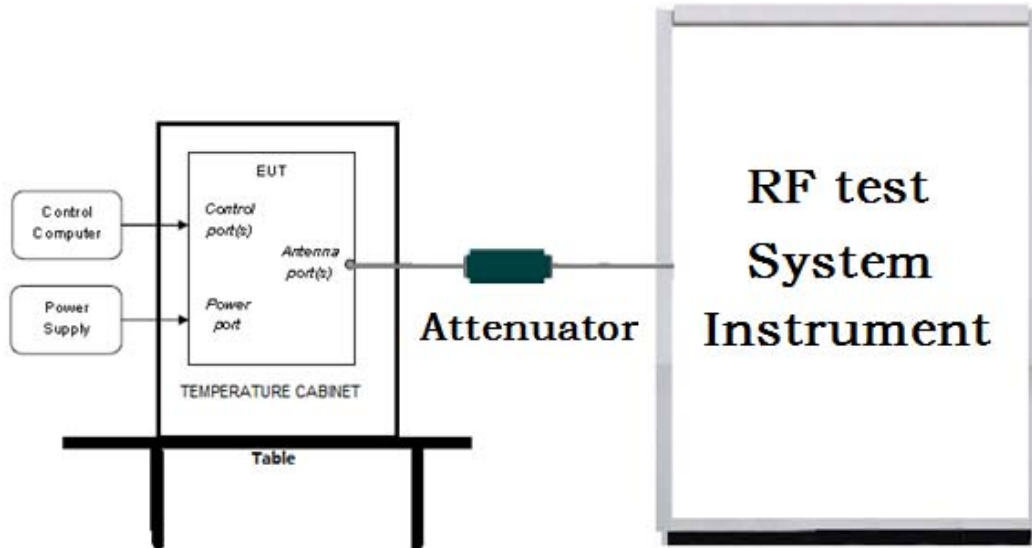 Control
Computer
Power
Supply
EUT
Control
port(s)
Antenna
port(s)
Power
port
TEMPERATURE CABINET
Table
Attenuator
RF test
System
Instrument